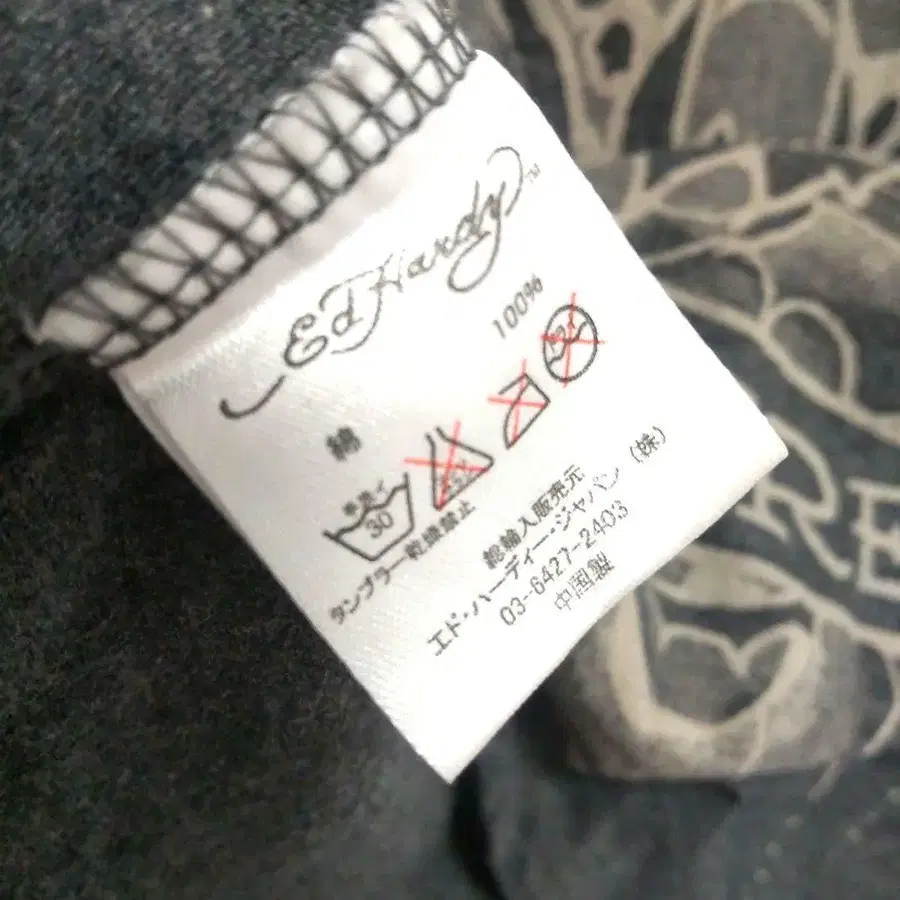 Ed Hardy™
綿 100%
手洗イ
30
タンブラー乾燥禁止
総輸入販売元
エド・ハーディー・ジャパン (株)
03-6427-2403
中国製